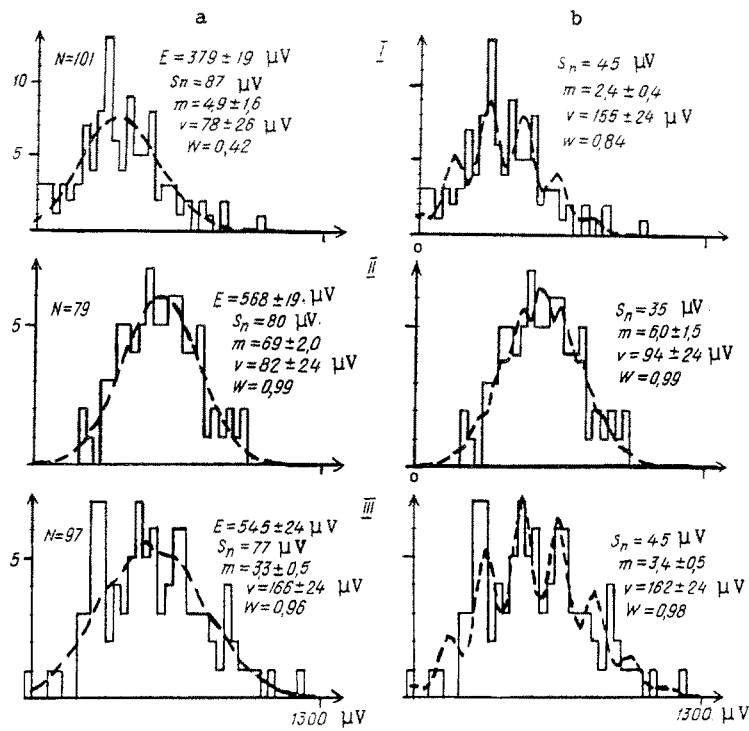 a
b
N=101
E=379±19 μV
Sn=87 μV
m=4,9±1,6
v=78±26 μV
W=0,42
10
5
I
Sn=45 μV
m=2,4±0,4
v=155±24 μV
w=0,84
0
II
N=79
E=568±19 μV
Sn=80 μV
m=69±2,0
v=82±24 μV
W=0,99
5
Sn=35 μV
m=6,0±1,5
v=94±24 μV
W=0,99
0
III
N=97
E=545±24 μV
Sn=77 μV
m=3,3±0,5
v=166±24 μV
W=0,96
5
Sn=45 μV
m=3,4±0,5
v=162±24 μV
W=0,98
1300 μV
1300 μV